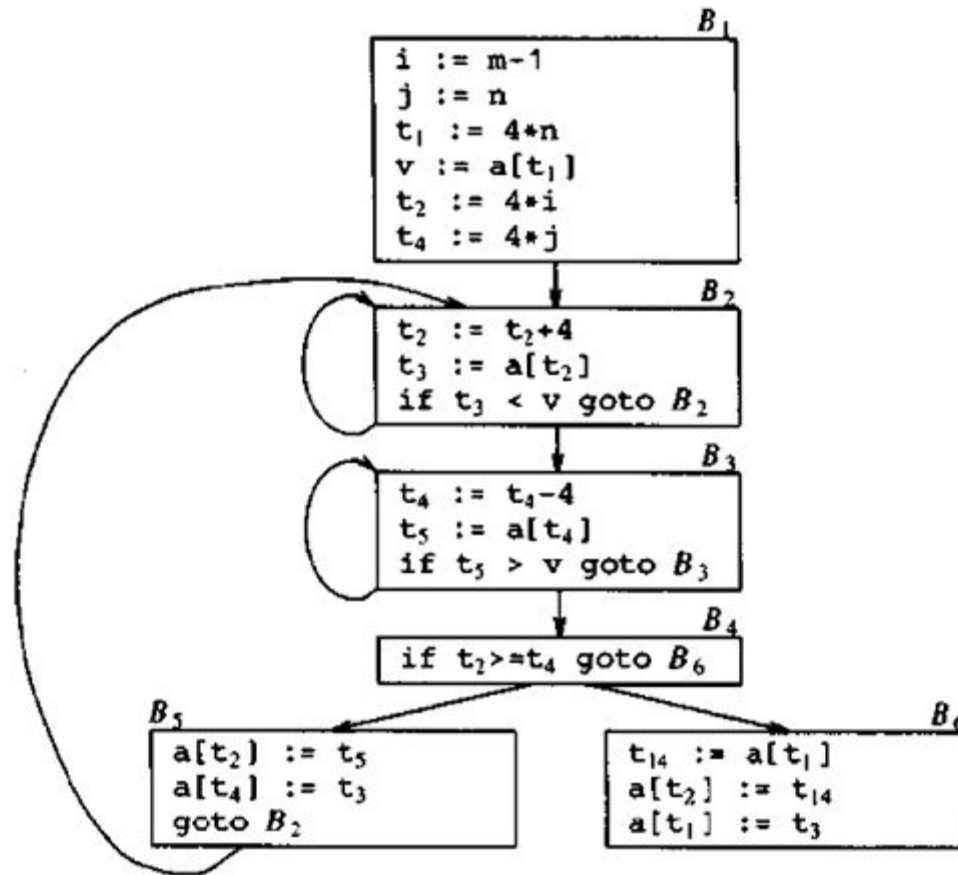 B₁
i := m-1
j := n
t₁ := 4*n
v := a[t₁]
t₂ := 4*i
t₄ := 4*j
B₂
t₂ := t₂+4
t₃ := a[t₂]
if t₃ < v goto B₂
B₃
t₄ := t₄-4
t₅ := a[t₄]
if t₅ > v goto B₃
B₄
if t₂>=t₄ goto B₆
B₅
a[t₂] := t₅
a[t₄] := t₃
goto B₂
B₆
t₁₄ := a[t₁]
a[t₂] := t₁₄
a[t₁] := t₃